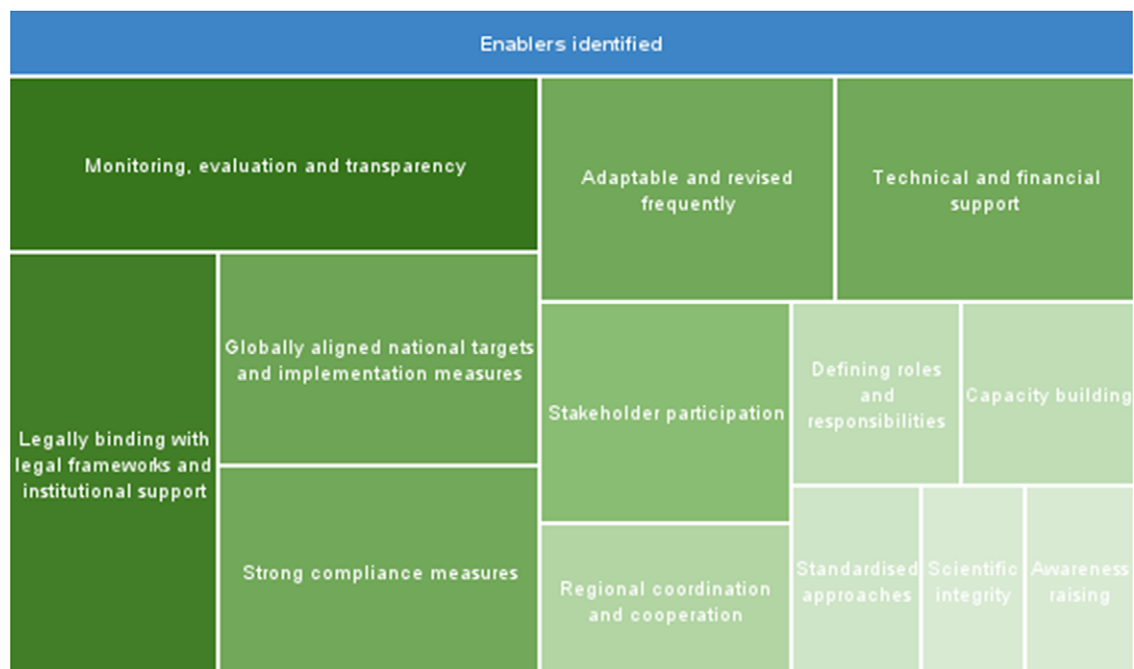 Enablers identified
Monitoring, evaluation and transparency
Adaptable and revised
frequently
Technical and financial
support
Legally binding with
legal frameworks and
institutional support
Globally aligned national targets
and implementation measures
Strong compliance measures
Stakeholder participation
Regional coordination
and cooperation
Defining roles
and
responsibilities
Capacity building
Standardised
approaches
Scientific
integrity
Awareness
raising